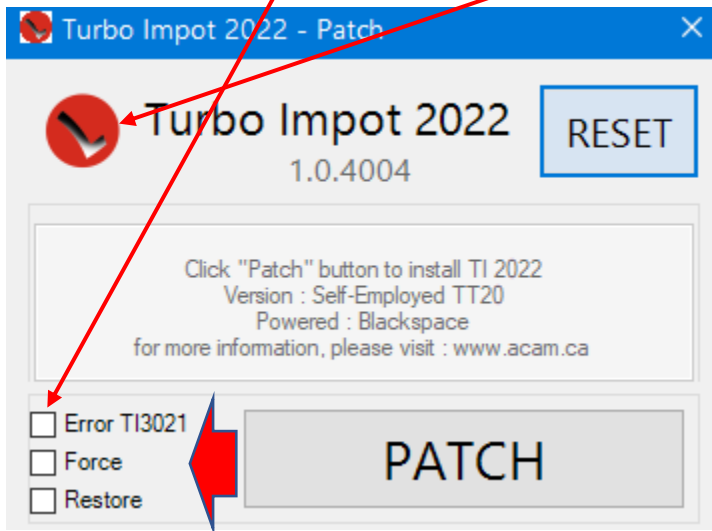 Turbo Impot 2022 - Patch
Turbo Impot 2022
1.0.4004
RESET
Click "Patch" button to install TI 2022
Version : Self-Employed TT20
Powered : Blackspace
for more information, please visit : www.acam.ca
Error TI3021
Force
Restore
PATCH